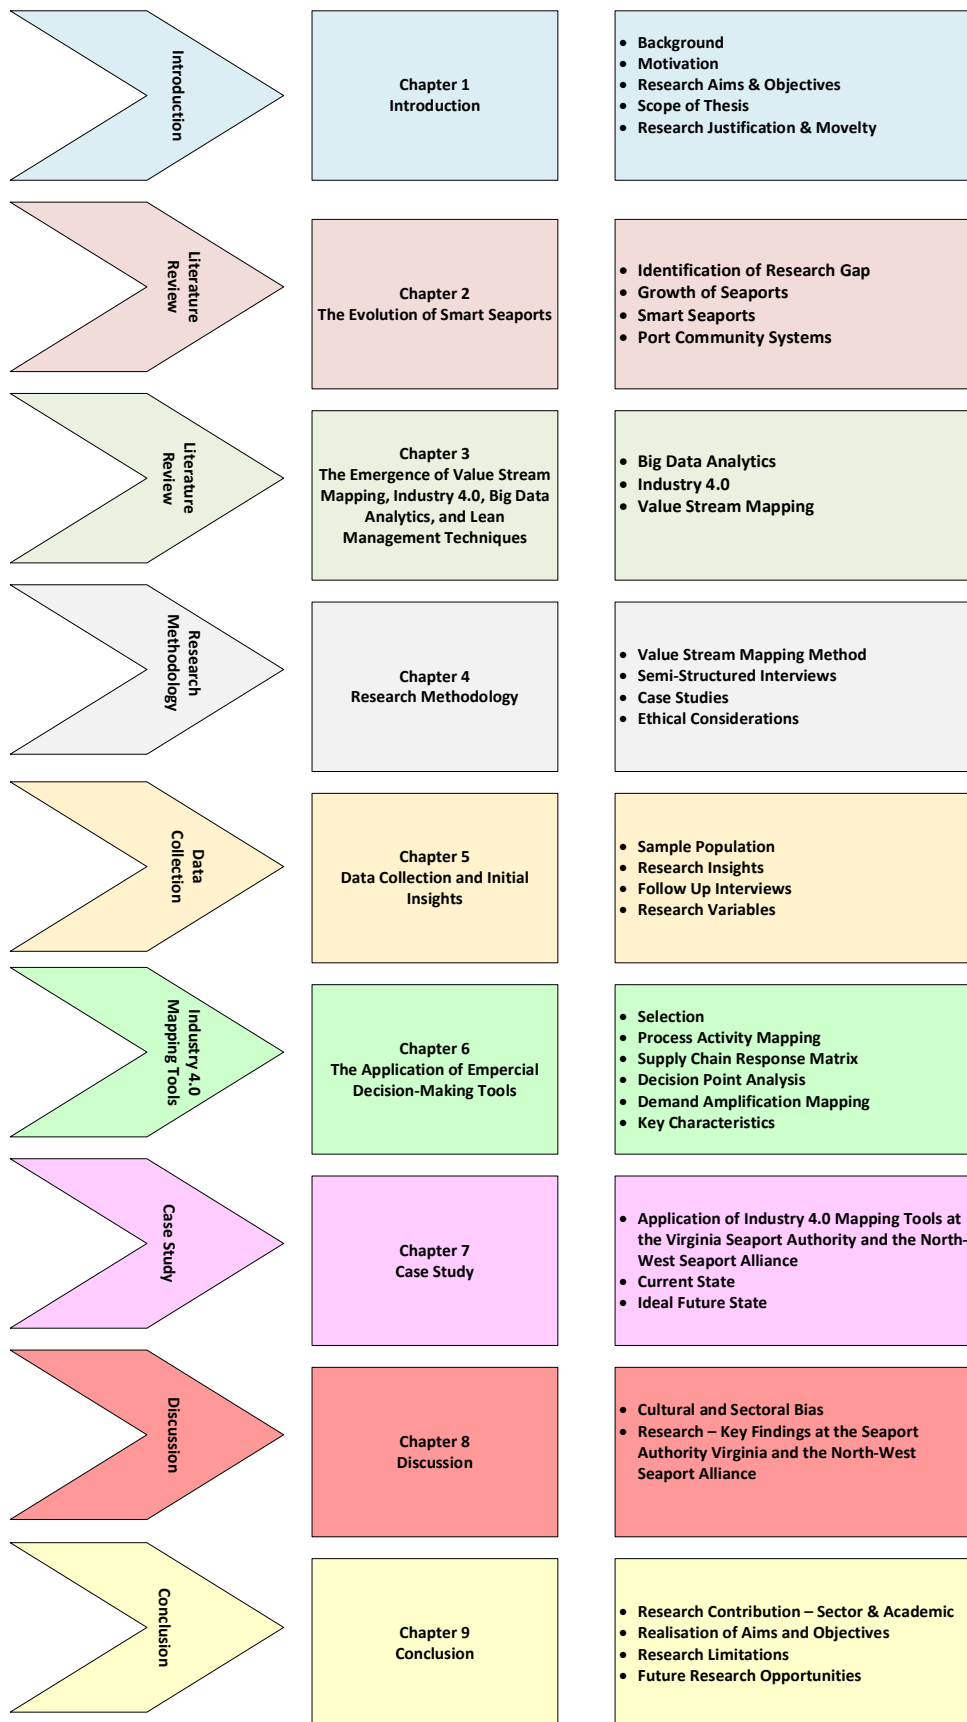 Introduction
Chapter 1
Introduction
• Background
• Motivation
• Research Aims & Objectives
• Scope of Thesis
• Research Justification & Movelty
Literature
Review
Chapter 2
The Evolution of Smart Seaports
• Identification of Research Gap
• Growth of Seaports
• Smart Seaports
• Port Community Systems
Literature
Review
Chapter 3
The Emergence of Value Stream
Mapping, Industry 4.0, Big Data
Analytics, and Lean
Management Techniques
• Big Data Analytics
• Industry 4.0
• Value Stream Mapping
Research
Methodology
Chapter 4
Research Methodology
• Value Stream Mapping Method
• Semi-Structured Interviews
• Case Studies
• Ethical Considerations
Data
Collection
Chapter 5
Data Collection and Initial
Insights
• Sample Population
• Research Insights
• Follow Up Interviews
• Research Variables
Industry 4.0
Mapping Tools
Chapter 6
The Application of Empercial
Decision-Making Tools
• Selection
• Process Activity Mapping
• Supply Chain Response Matrix
• Decision Point Analysis
• Demand Amplification Mapping
• Key Characteristics
Case Study
Chapter 7
Case Study
• Application of Industry 4.0 Mapping Tools at
the Virginia Seaport Authority and the North-
West Seaport Alliance
• Current State
• Ideal Future State
Discussion
Chapter 8
Discussion
• Cultural and Sectoral Bias
• Research – Key Findings at the Seaport
Authority Virginia and the North-West
Seaport Alliance
Conclusion
Chapter 9
Conclusion
• Research Contribution – Sector & Academic
• Realisation of Aims and Objectives
• Research Limitations
• Future Research Opportunities